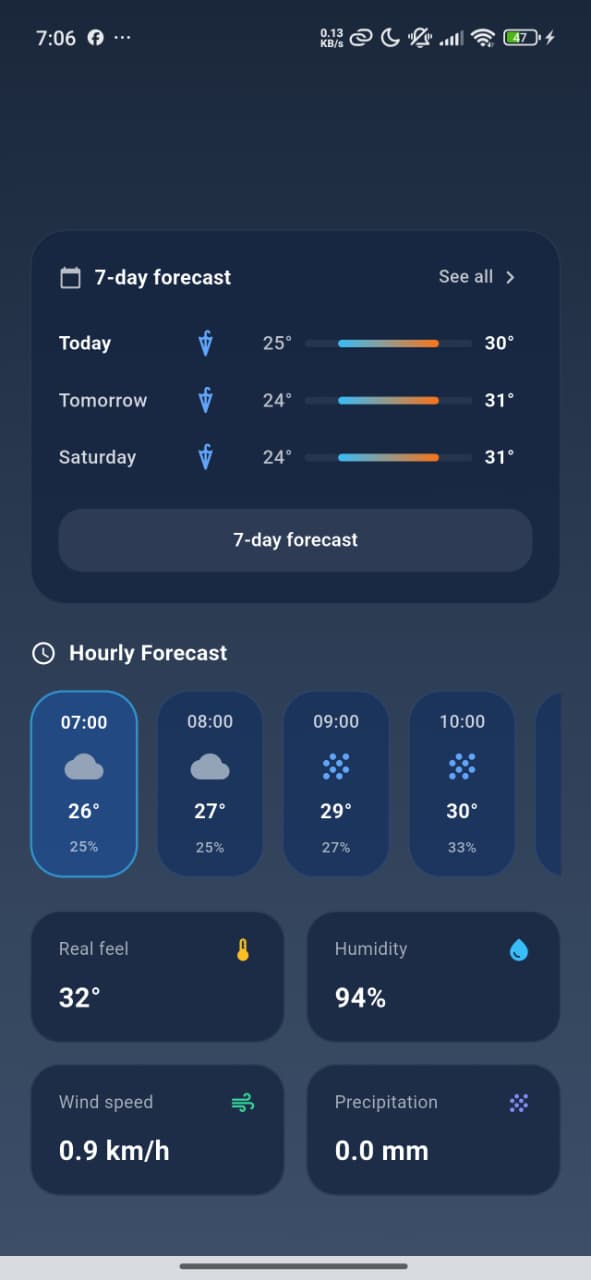 7:06 ... 0.13 KB/s 47
7-day forecast See all
Today 25° 30°
Tomorrow 24° 31°
Saturday 24° 31°
7-day forecast
Hourly Forecast
07:00 08:00 09:00 10:00
26° 27° 29° 30°
25% 25% 27% 33%
Real feel Humidity
32° 94%
Wind speed Precipitation
0.9 km/h 0.0 mm